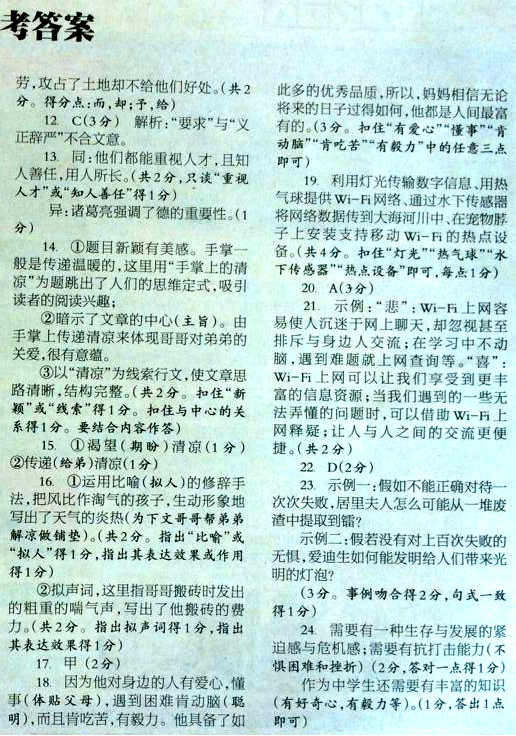 考答案
劳,攻占了土地却不给他们好处。(共2
分。得分点:而,却;予,给)
12. C(3分) 解析:“要求”与“义
正辞严”不合文意。
13. 同:他们都能重视人才,且知
人善任,用人所长。(共2分,只谈“重视
人才”或“知人善任”得1分)
异:诸葛亮强调了德的重要性。(1
分)
14. ①题目新颖有美感。手掌一
般是传递温暖的,这里用“手掌上的清
凉”为题跳出了人们的思维定式,吸引
读者的阅读兴趣;
②暗示了文章的中心(主旨)。由
手掌上传递清凉来体现哥哥对弟弟的
关爱,很有意蕴。
③以“清凉”为线索行文,使文章思
路清晰,结构完整。(共2分。扣住“新
颖”或“线索”得1分。扣住与中心的关
系得1分。要结合内容作答)
15. ①渴望(期盼)清凉(1分)
②传递(给弟)清凉(1分)
16. ①运用比喻(拟人)的修辞手
法,把风比作淘气的孩子,生动形象地
写出了天气的炎热(为下文哥哥帮弟弟
解凉做铺垫)。(共2分。指出“比喻”或
“拟人”得1分,指出其表达效果或作用
得1分)
②拟声词,这里指哥哥搬砖时发出
的粗重的喘气声,写出了他搬砖的费
力。(共2分。指出拟声词得1分,指出
其表达效果得1分)
17. 甲(2分)
18. 因为他对身边的人有爱心,懂
事(体贴父母),遇到困难肯动脑(聪
明),而且肯吃苦,有毅力。他具备了如
此多的优秀品质,所以,妈妈相信无论
将来的日子过得如何,他都是人间最富
有的。(3分。扣住“有爱心”“懂事”“肯
动脑”“肯吃苦”“有毅力”中的任意三点
即可)
19. 利用灯光传输数字信息、用热
气球提供Wi-Fi网络、通过水下传感器
将网络数据传到大海河川中、在宠物脖
子上安装支持移动Wi-Fi的热点设
备。(共4分。扣住“灯光”“热气球”“水
下传感器”“热点设备”即可,每点1分)
20. A(3分)
21. 示例:“悲”:Wi-Fi上网容
易使人沉迷于网上聊天,却忽视甚至
排斥与身边人交流;在学习中不动
脑,遇到难题就上网查询等。“喜”:
Wi-Fi上网可以让我们享受到更丰
富的信息资源;当我们遇到的一些无
法弄懂的问题时,可以借助Wi-Fi上
网释疑;让人与人之间的交流更便
捷。(共2分)
22. D(2分)
23. 示例一:假如不能正确对待一
次次失败,居里夫人怎么可能从一堆废
渣中提取到镭?
示例二:假若没有对上百次失败的
无惧,爱迪生如何能发明给人们带来光
明的灯泡?
(3分。事例吻合得2分,句式一致
得1分)
24. 需要有一种生存与发展的紧
迫感与危机感;需要有抗打击能力(不
惧困难和挫折)(2分,答对一点得1分)
作为中学生还需要有丰富的知识
(有好奇心,有毅力等)。(1分,答出1点
即可)